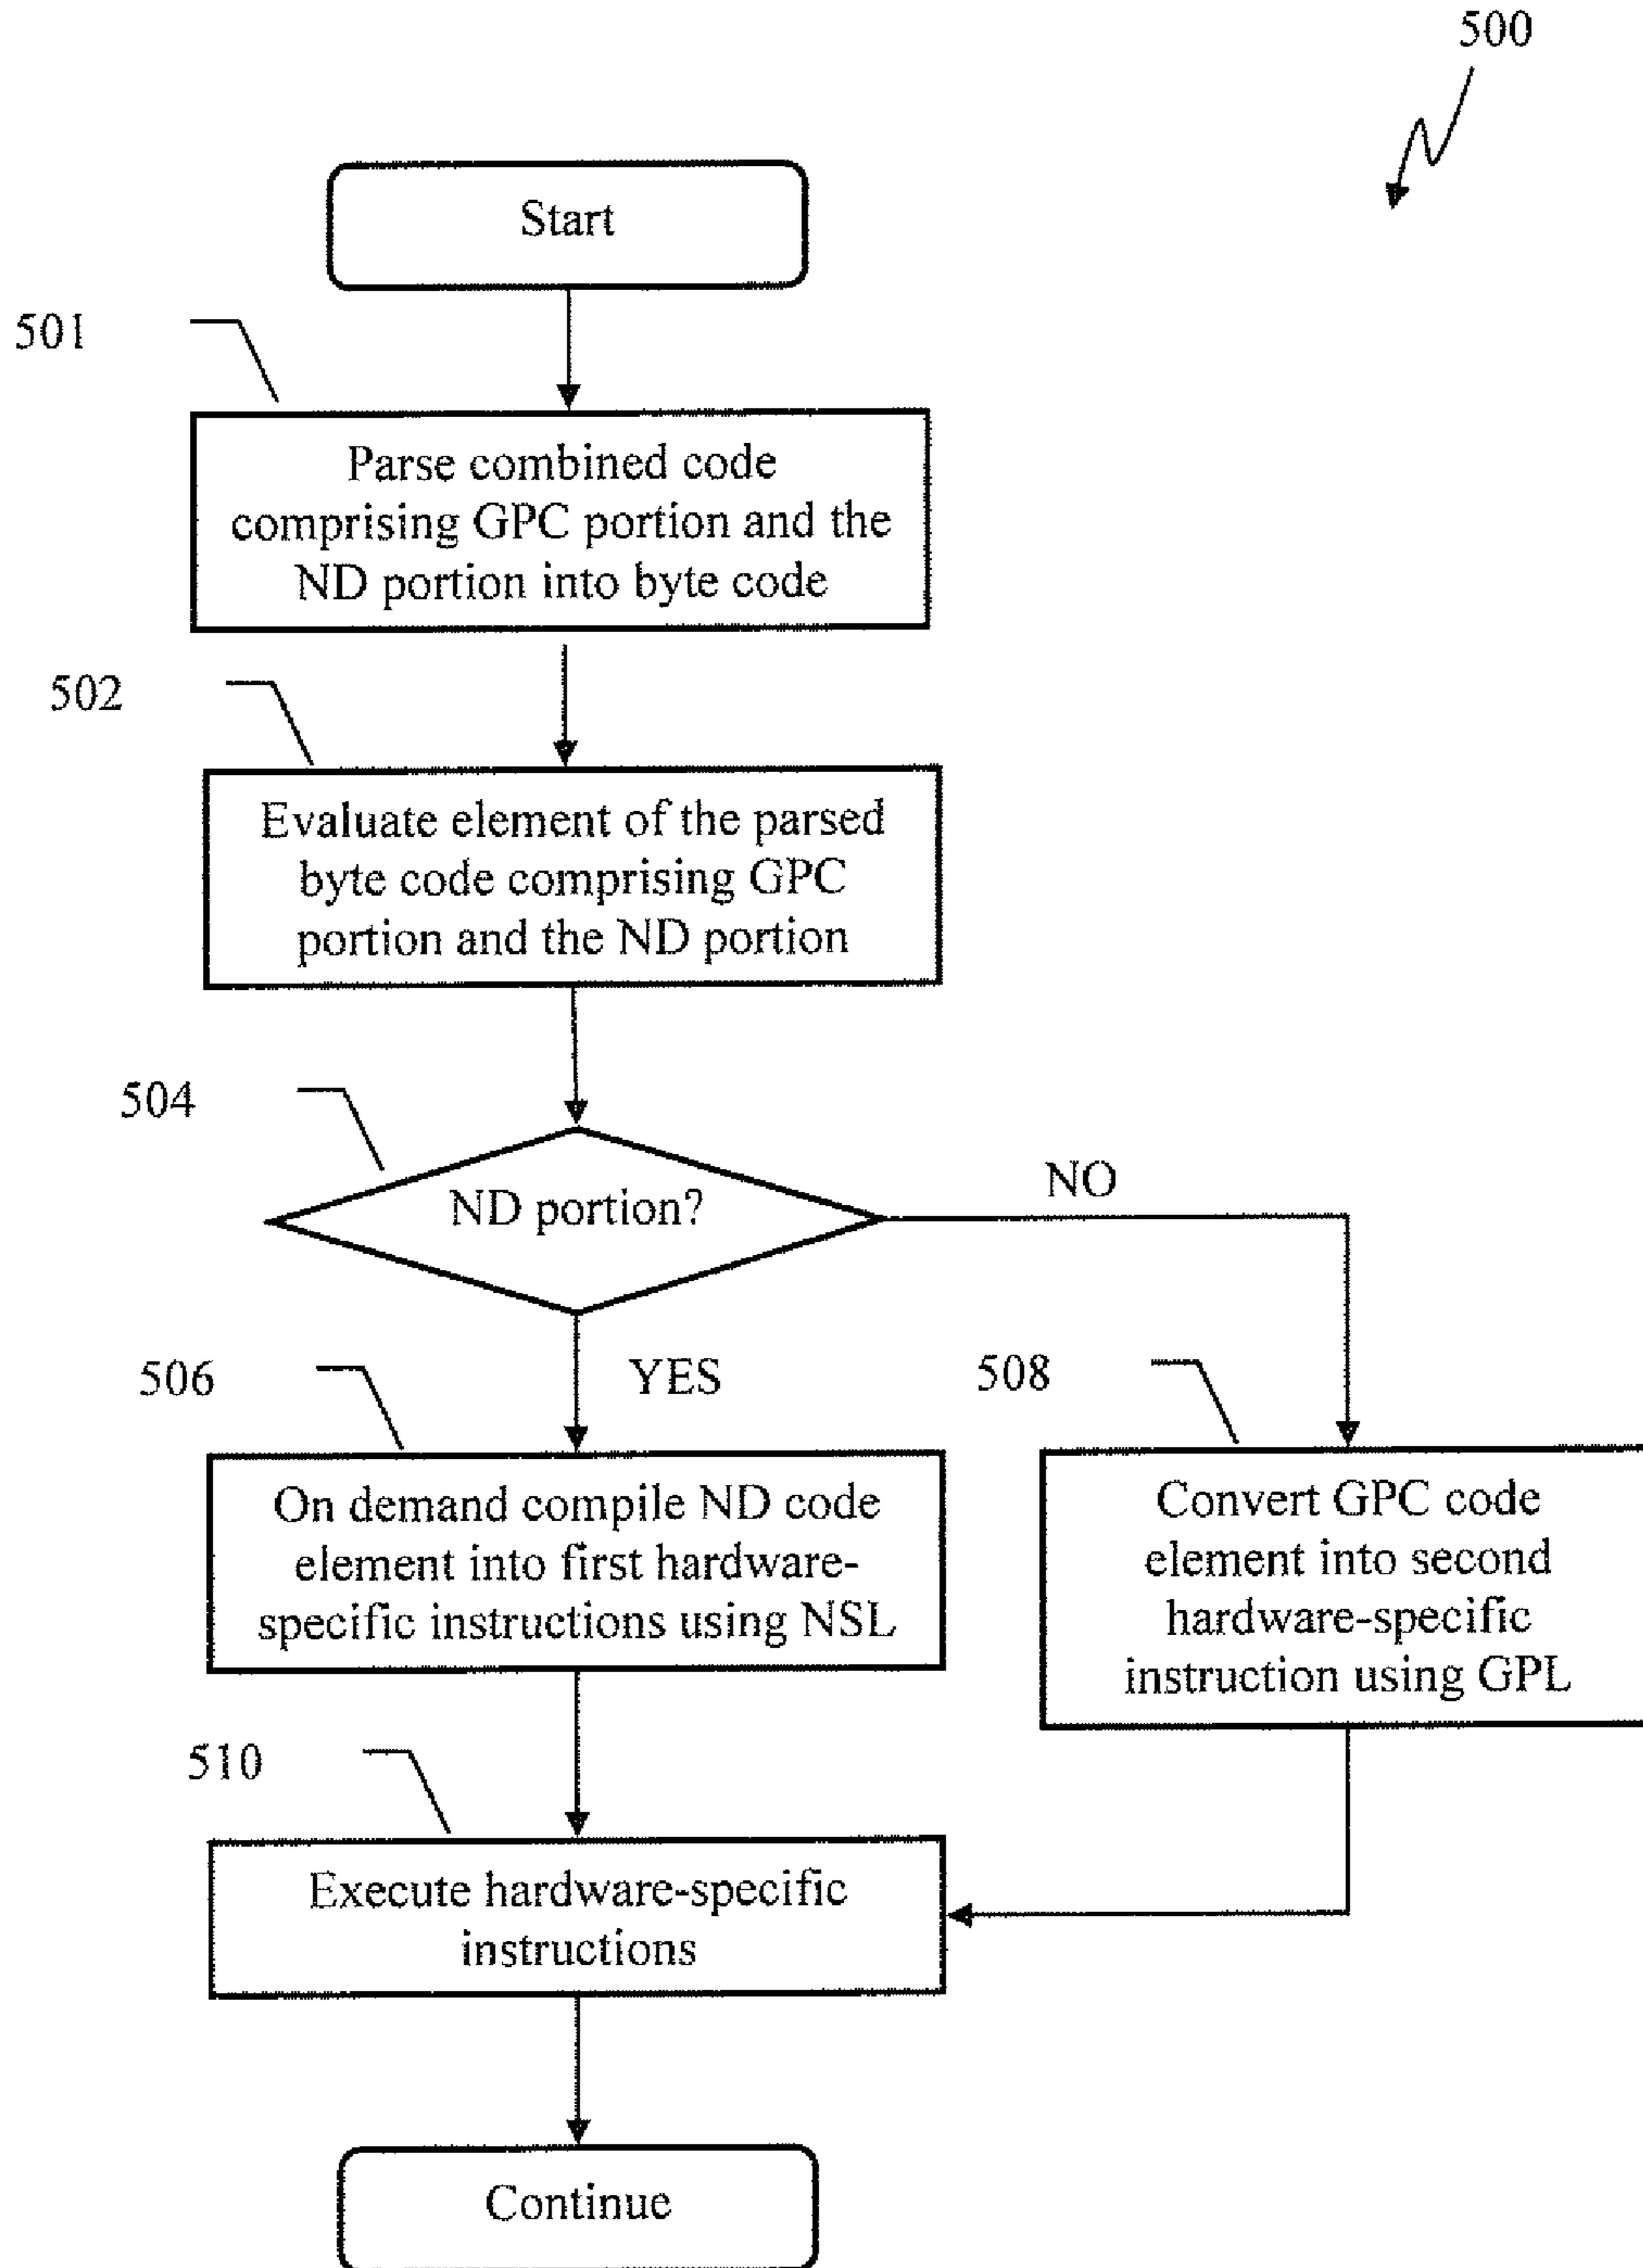 500
Start
501
Parse combined code
comprising GPC portion and the
ND portion into byte code
502
Evaluate element of the parsed
byte code comprising GPC
portion and the ND portion
504
ND portion?
NO
YES
506
On demand compile ND code
element into first hardware-
specific instructions using NSL
508
Convert GPC code
element into second
hardware-specific
instruction using GPL
510
Execute hardware-specific
instructions
Continue